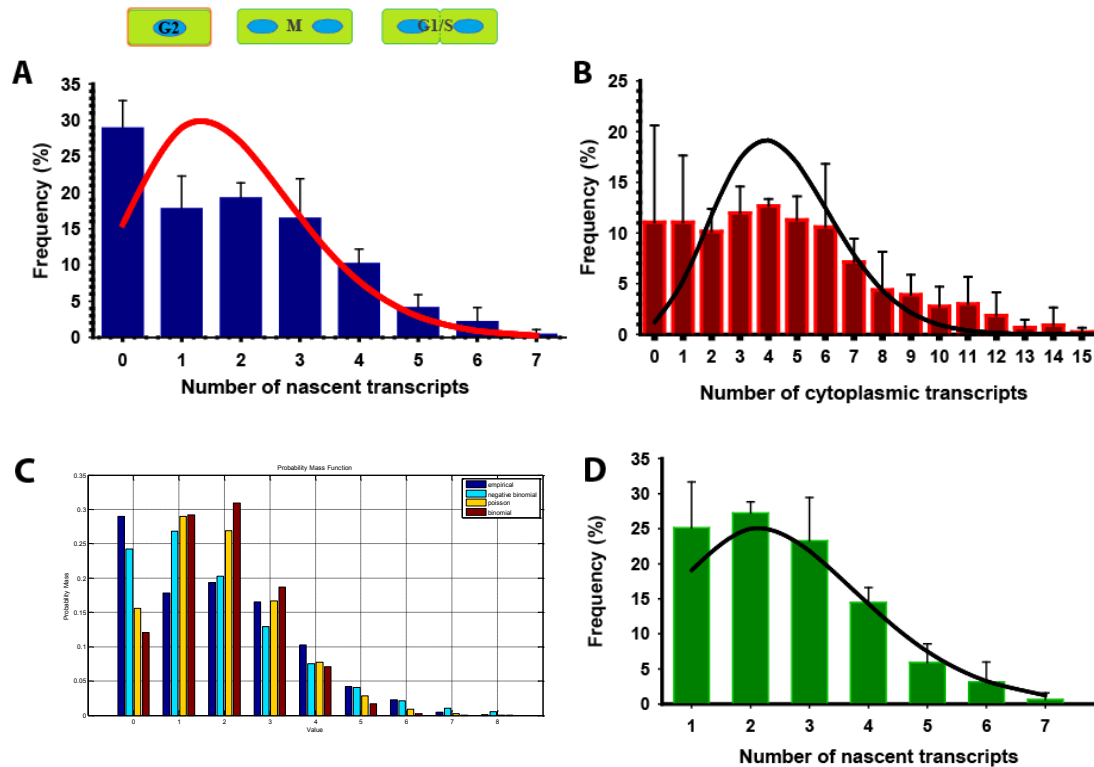 G2 M G1/S
A
35
30
25
20
15
10
5
0
Frequency (%)
0 1 2 3 4 5 6 7
Number of nascent transcripts
B
25
20
15
10
5
0
Frequency (%)
0 1 2 3 4 5 6 7 8 9 10 11 12 13 14 15
Number of cytoplasmic transcripts
C
Probability Mass Function
0.35
0.3
0.25
0.2
0.15
0.1
0.05
0
Probability Mass
empirical
negative binomial
poisson
binomial
0 1 2 3 4 5 6 7 8
Value
D
35
30
25
20
15
10
5
0
Frequency (%)
1 2 3 4 5 6 7
Number of nascent transcripts